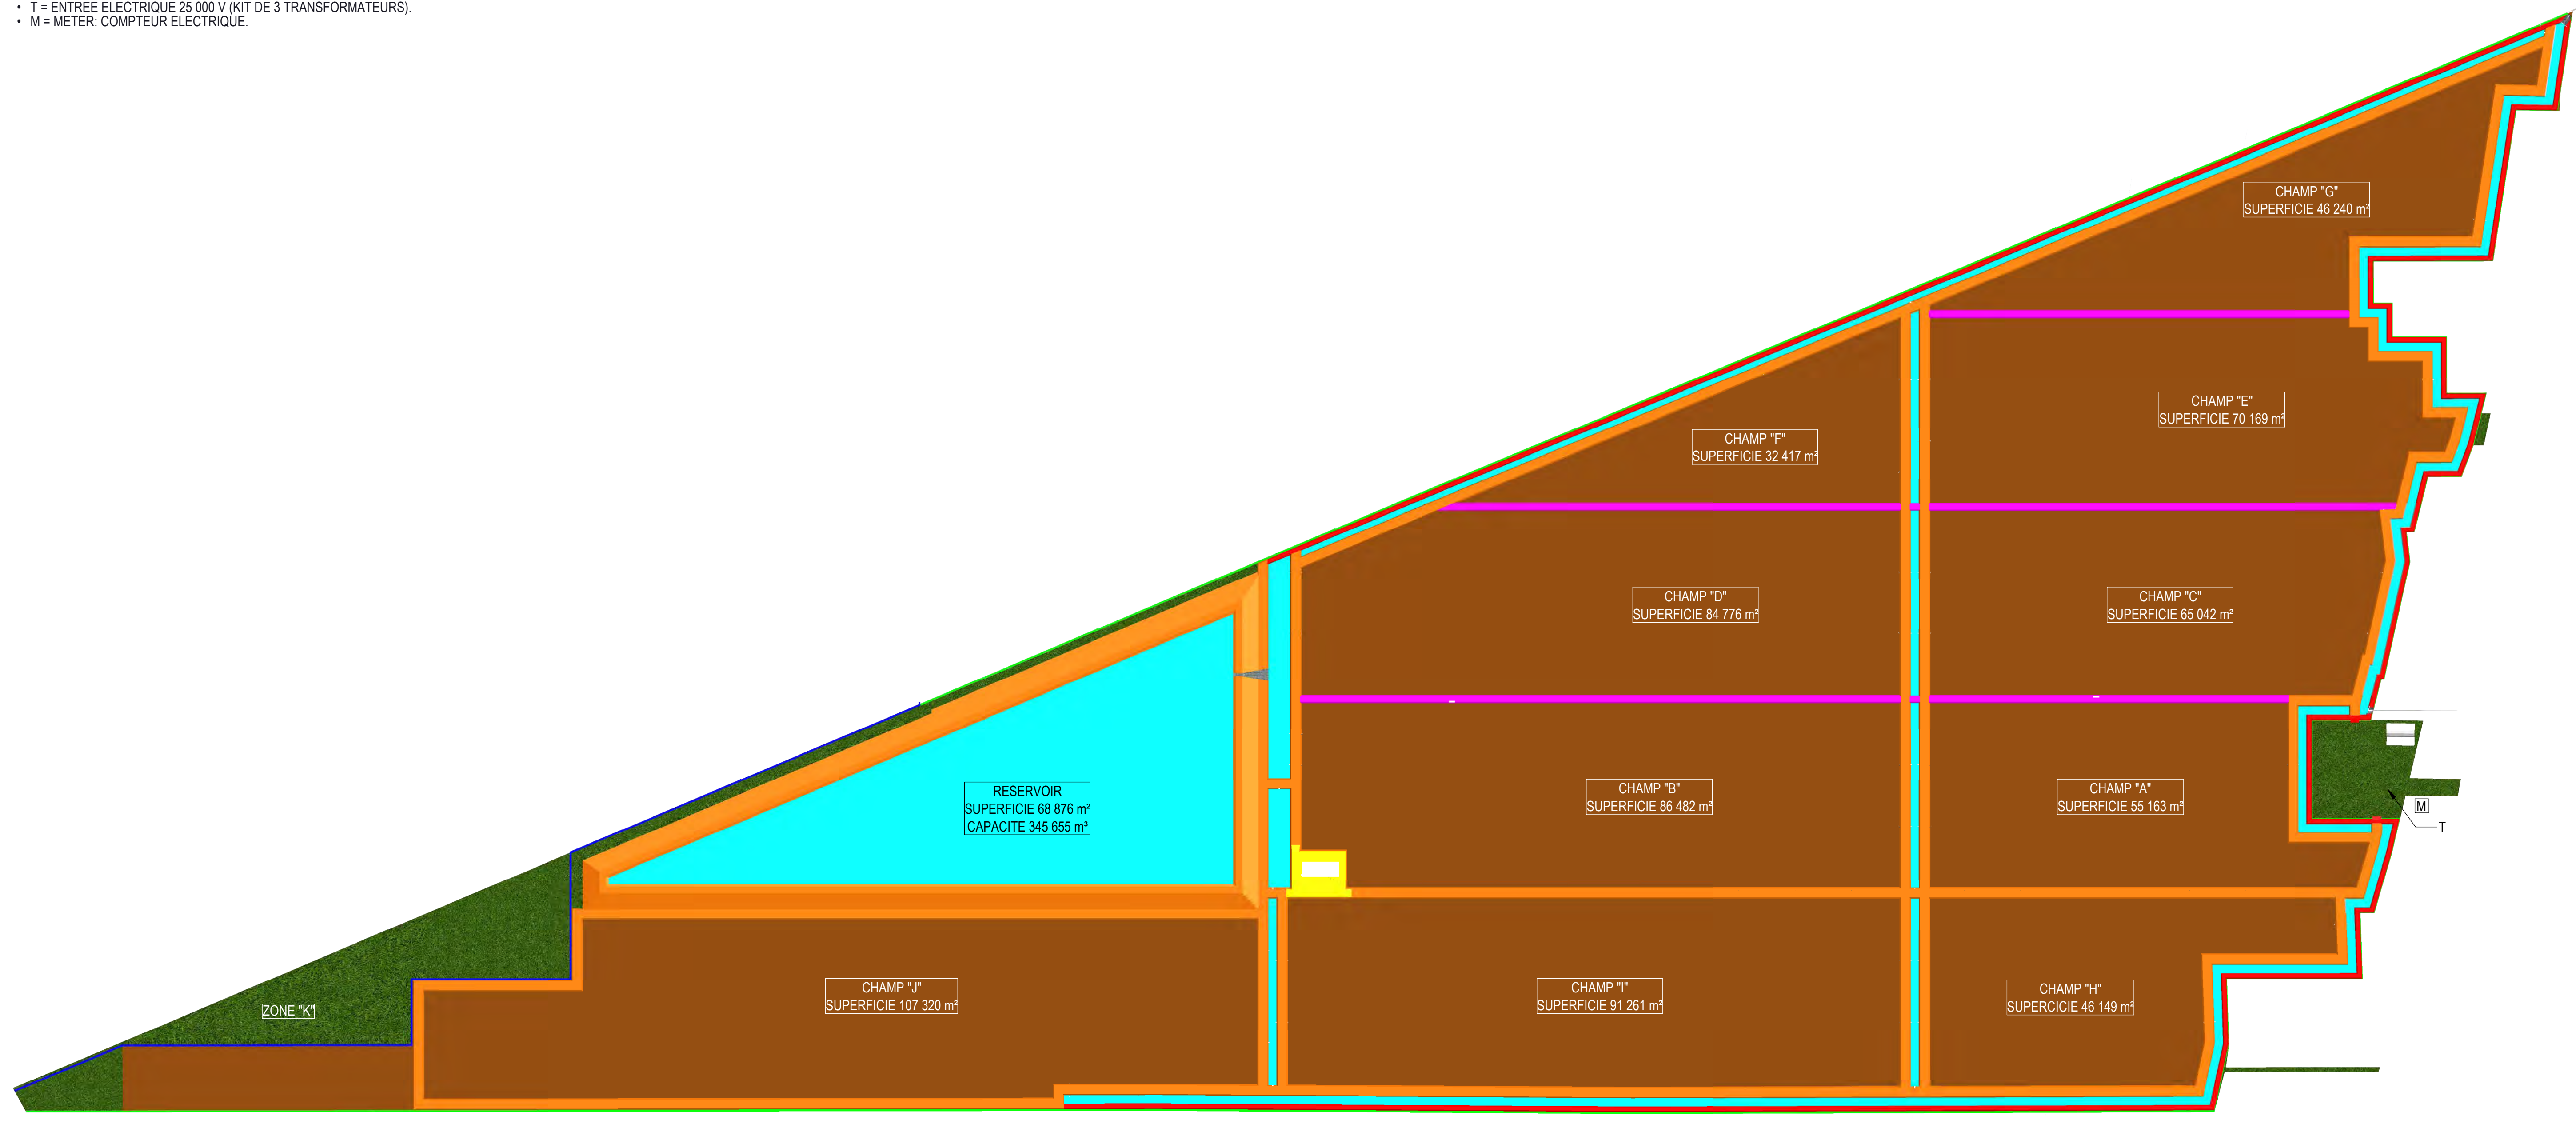 • T = ENTREE ELECTRIQUE 25 000 V (KIT DE 3 TRANSFORMATEURS).
• M = METER: COMPTEUR ELECTRIQUE.
CHAMP "G"
SUPERFICIE 46 240 m²
CHAMP "E"
SUPERFICIE 70 169 m²
CHAMP "F"
SUPERFICIE 32 417 m²
CHAMP "D"
SUPERFICIE 84 776 m²
CHAMP "C"
SUPERFICIE 65 042 m²
RESERVOIR
SUPERFICIE 68 876 m²
CAPACITE 345 655 m³
CHAMP "B"
SUPERFICIE 86 482 m²
CHAMP "A"
SUPERFICIE 55 163 m²
M
T
ZONE "K"
CHAMP "J"
SUPERFICIE 107 320 m²
CHAMP "I"
SUPERFICIE 91 261 m²
CHAMP "H"
SUPERCICIE 46 149 m²